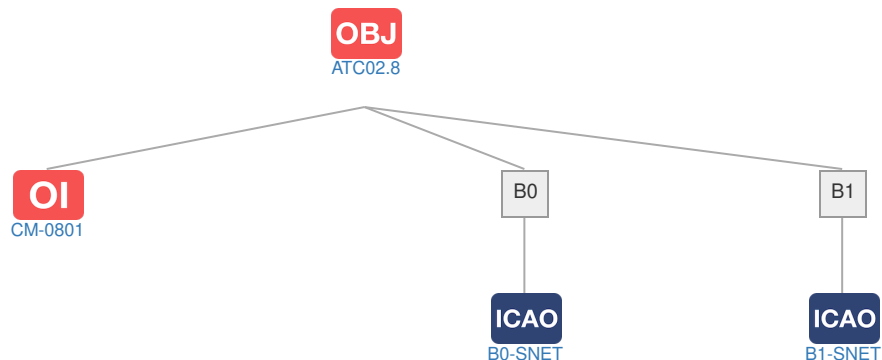 OBJ
ATC02.8
OI
CM-0801
B0
B1
ICAO
B0-SNET
ICAO
B1-SNET